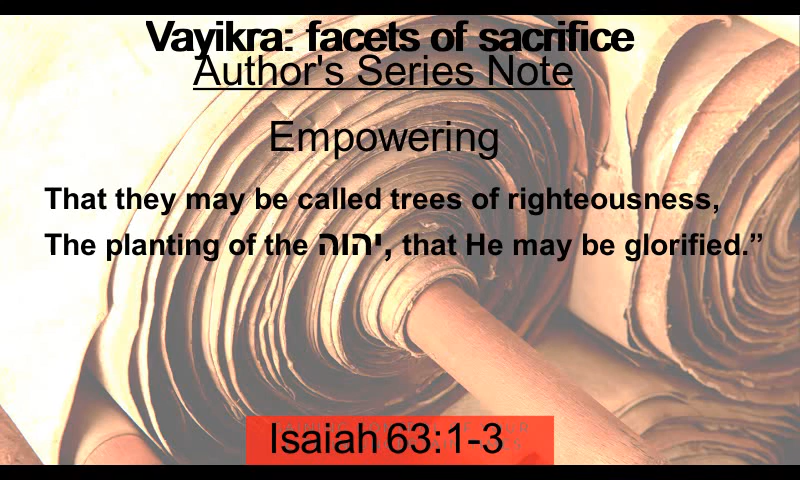 Vayikra: facets of sacrifice
Author's Series Note
Empowering
That they may be called trees of righteousness,
The planting of the יהוה, that He may be glorified.”
Isaiah 63:1-3